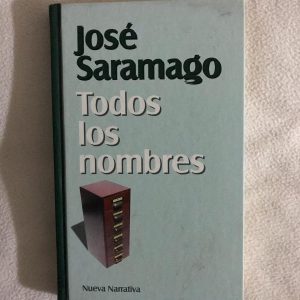 José
Saramago
Todos
los
nombres
Nueva Narrativa